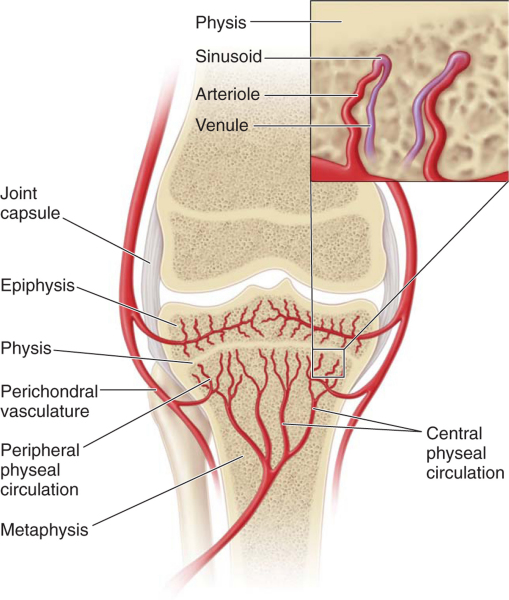 Physis
Sinusoid
Arteriole
Venule
Joint
capsule
Epiphysis
Physis
Perichondral
vasculature
Peripheral
physeal
circulation
Metaphysis
Central
physeal
circulation